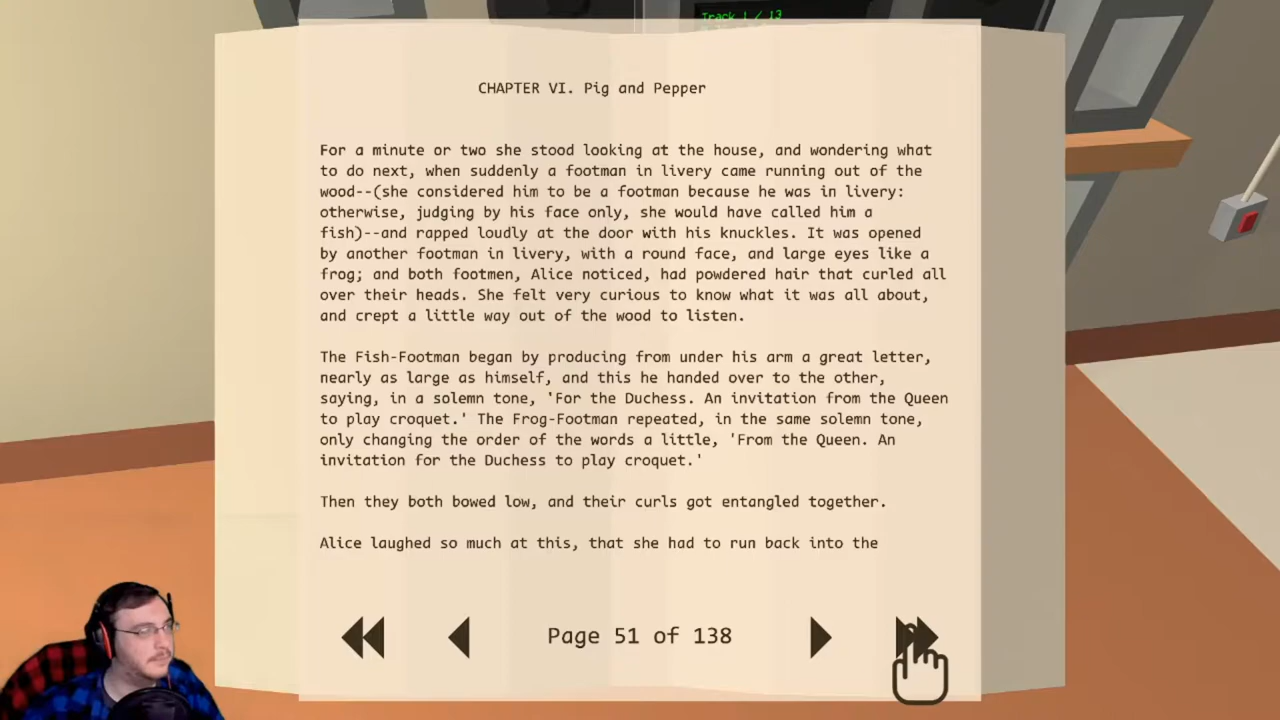 Track 1 / 13
CHAPTER VI. Pig and Pepper
For a minute or two she stood looking at the house, and wondering what
to do next, when suddenly a footman in livery came running out of the
wood--(she considered him to be a footman because he was in livery:
otherwise, judging by his face only, she would have called him a
fish)--and rapped loudly at the door with his knuckles. It was opened
by another footman in livery, with a round face, and large eyes like a
frog; and both footmen, Alice noticed, had powdered hair that curled all
over their heads. She felt very curious to know what it was all about,
and crept a little way out of the wood to listen.
The Fish-Footman began by producing from under his arm a great letter,
nearly as large as himself, and this he handed over to the other,
saying, in a solemn tone, 'For the Duchess. An invitation from the Queen
to play croquet.' The Frog-Footman repeated, in the same solemn tone,
only changing the order of the words a little, 'From the Queen. An
invitation for the Duchess to play croquet.'
Then they both bowed low, and their curls got entangled together.
Alice laughed so much at this, that she had to run back into the
Page 51 of 138